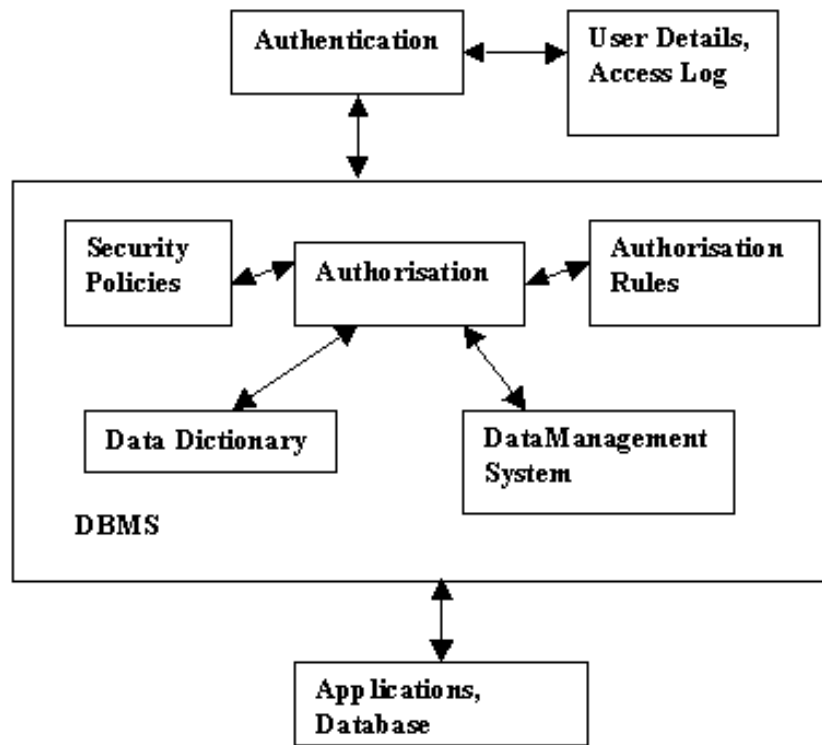 Authentication
User Details,
Access Log
Security
Policies
Authorisation
Authorisation
Rules
Data Dictionary
DataManagement
System
DBMS
Applications,
Database